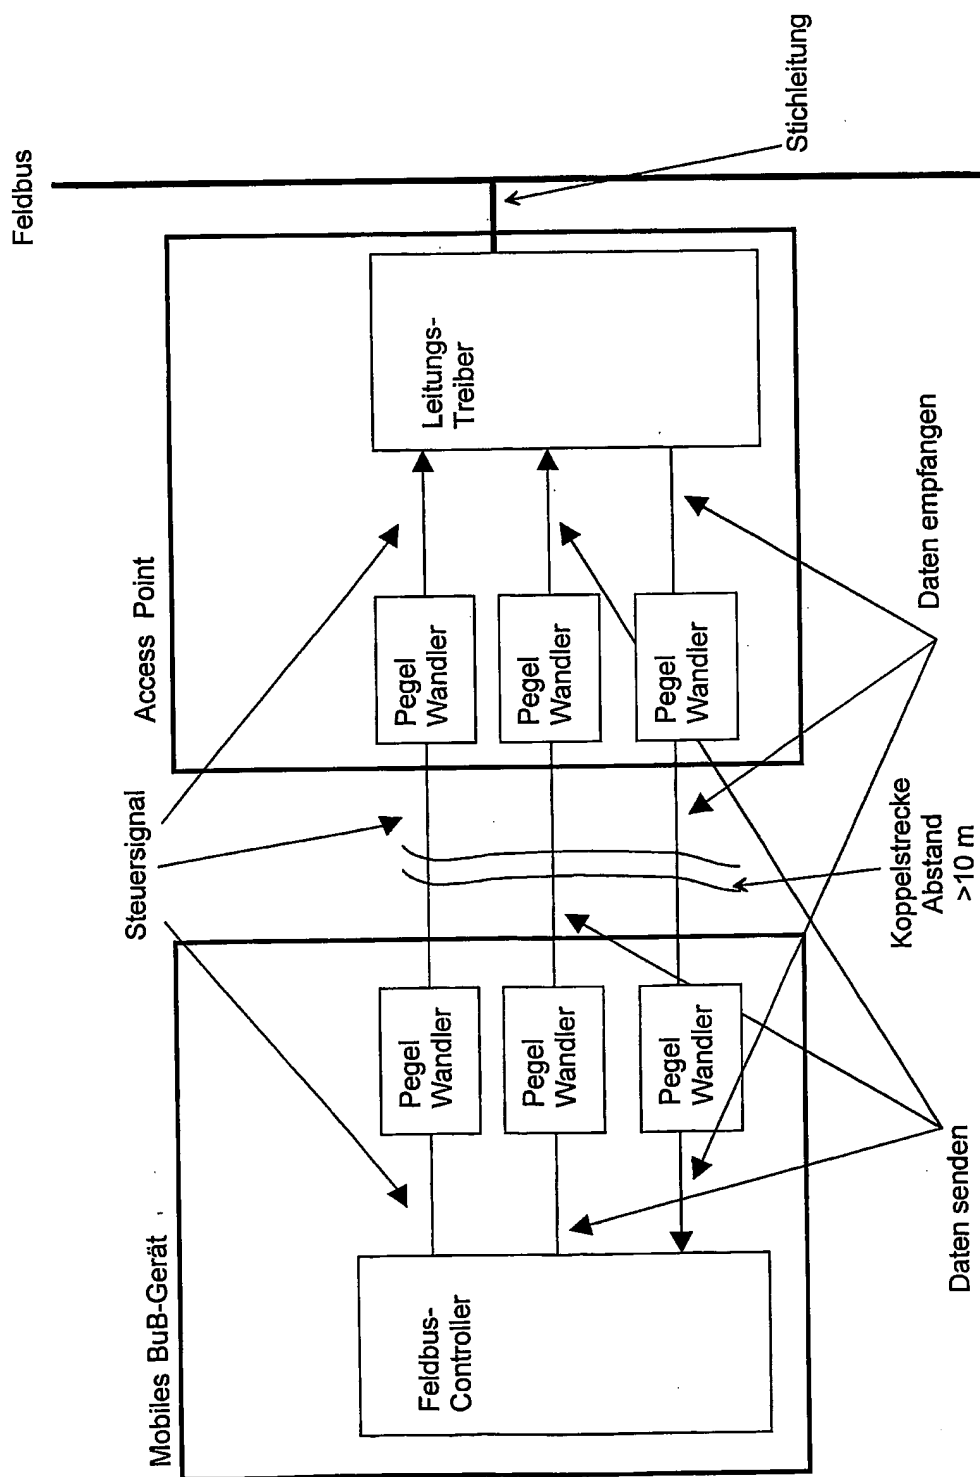 Mobiles BuB-Gerät
Steuersignal
Access Point
Feldbus
Feldbus-
Controller
Pegel
Wandler
Pegel
Wandler
Pegel
Wandler
Pegel
Wandler
Pegel
Wandler
Pegel
Wandler
Leitungs-
Treiber
Stichleitung
Daten senden
Koppelstrecke
Abstand
>10 m
Daten empfangen